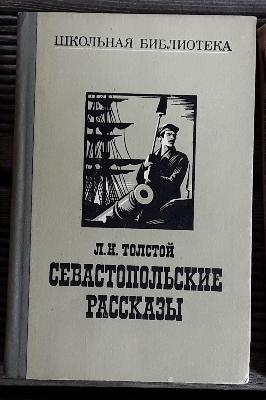 ШКОЛЬНАЯ БИБЛИОТЕКА
Л. Н. ТОЛСТОЙ
СЕВАСТОПОЛЬСКИЕ
РАССКАЗЫ